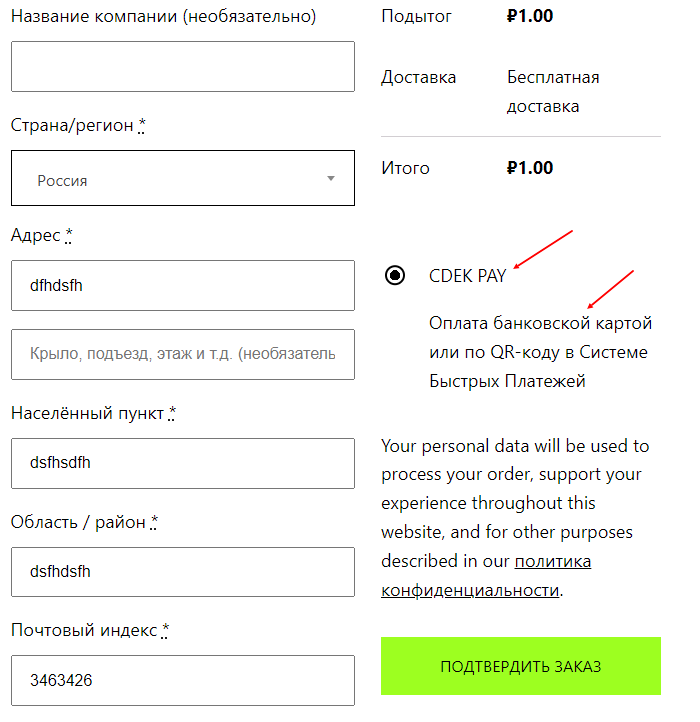 Название компании (необязательно)
Страна/регион *
Россия
Адрес *
dfhdsfh
Крыло, подъезд, этаж и т.д. (необязатель
Населённый пункт *
dsfhsdfh
Область / район *
dsfhdsfh
Почтовый индекс *
3463426
Подытог ₽1.00
Доставка Бесплатная
доставка
Итого ₽1.00
CDEK PAY
Оплата банковской картой
или по QR-коду в Системе
Быстрых Платежей
Your personal data will be used to
process your order, support your
experience throughout this
website, and for other purposes
described in our политика
конфиденциальности.
ПОДТВЕРДИТЬ ЗАКАЗ